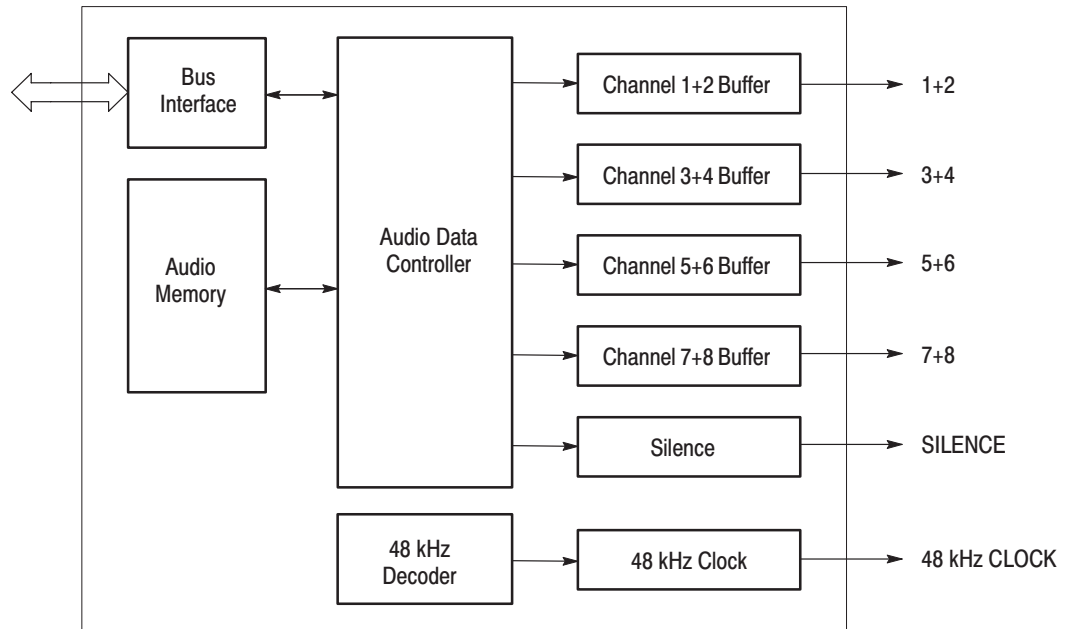 Bus
Interface
Audio
Memory
Audio Data
Controller
Channel 1+2 Buffer
1+2
Channel 3+4 Buffer
3+4
Channel 5+6 Buffer
5+6
Channel 7+8 Buffer
7+8
Silence
SILENCE
48 kHz
Decoder
48 kHz Clock
48 kHz CLOCK